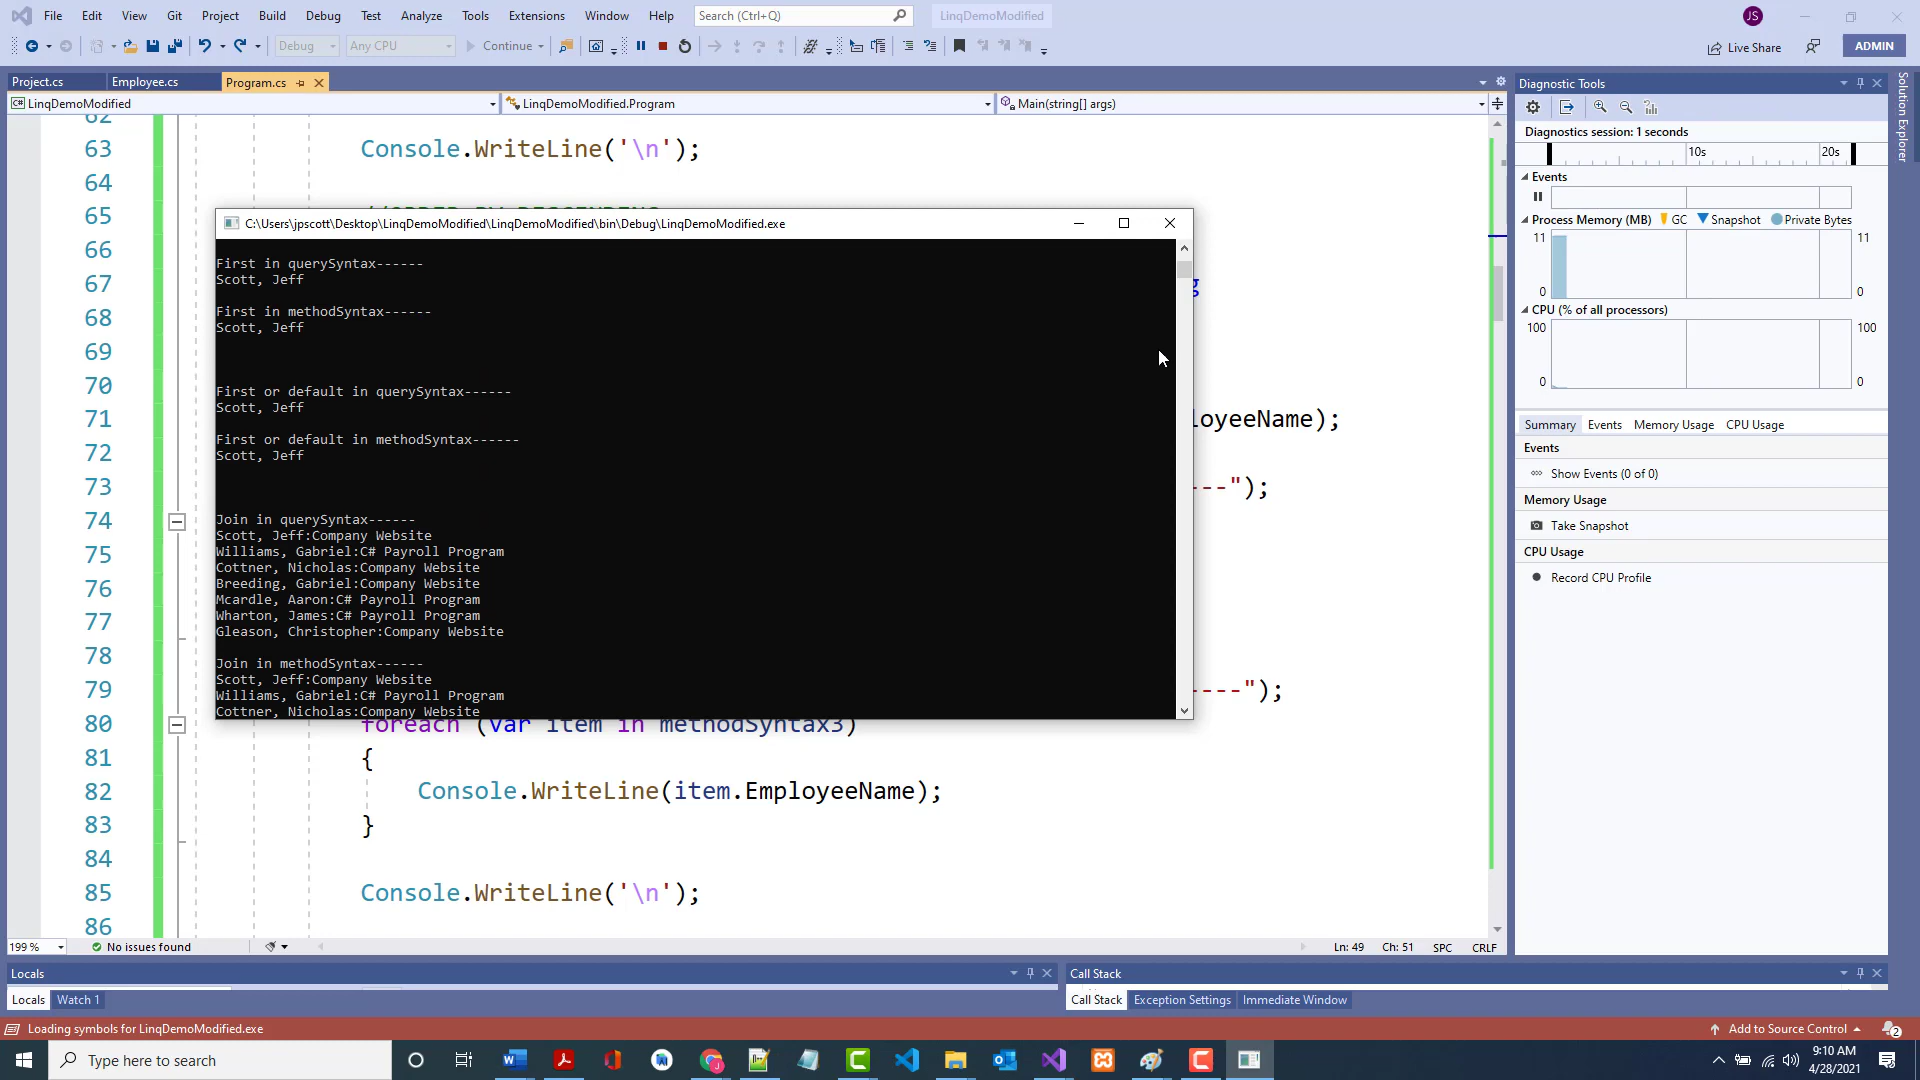 File Edit View Git Project Build Debug Test Analyze Tools Extensions Window Help Search (Ctrl+Q) LinqDemoModified JS
Debug Any CPU Continue Live Share ADMIN
Project.cs Employee.cs Program.cs
LinqDemoModified LinqDemoModified.Program Main(string[] args)
62
63 Console.WriteLine('\n');
64
65
66
67
68
69
70
71 loyeeName);
72
73 ---");
74
75
76
77
78
79 ----");
80 foreach (var item in methodSyntax3)
81 {
82 Console.WriteLine(item.EmployeeName);
83 }
84
85 Console.WriteLine('\n');
86
C:\Users\jpscott\Desktop\LinqDemoModified\LinqDemoModified\bin\Debug\LinqDemoModified.exe
First in querySyntax------
Scott, Jeff
First in methodSyntax------
Scott, Jeff
First or default in querySyntax------
Scott, Jeff
First or default in methodSyntax------
Scott, Jeff
Join in querySyntax------
Scott, Jeff:Company Website
Williams, Gabriel:C# Payroll Program
Cottner, Nicholas:Company Website
Breeding, Gabriel:Company Website
Mcardle, Aaron:C# Payroll Program
Wharton, James:C# Payroll Program
Gleason, Christopher:Company Website
Join in methodSyntax------
Scott, Jeff:Company Website
Williams, Gabriel:C# Payroll Program
Cottner, Nicholas:Company Website
199 % No issues found Ln: 49 Ch: 51 SPC CRLF
Diagnostic Tools
Diagnostics session: 1 seconds
10s 20s
Events
Process Memory (MB) GC Snapshot Private Bytes
11 11
0 0
CPU (% of all processors)
100 100
0 0
Summary Events Memory Usage CPU Usage
Events
Show Events (0 of 0)
Memory Usage
Take Snapshot
CPU Usage
Record CPU Profile
Solution Explorer
Locals
Locals Watch 1
Call Stack
Call Stack Exception Settings Immediate Window
Loading symbols for LinqDemoModified.exe Add to Source Control 2
Type here to search
9:10 AM
4/28/2021